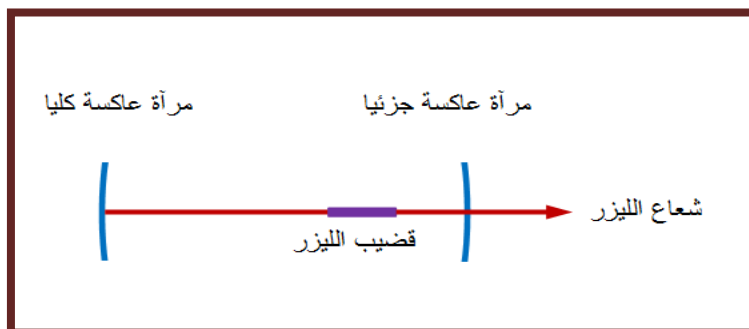 مرآة عاكسة جزئيا
مرآة عاكسة كليا
شعاع الليزر
قضيب الليزر